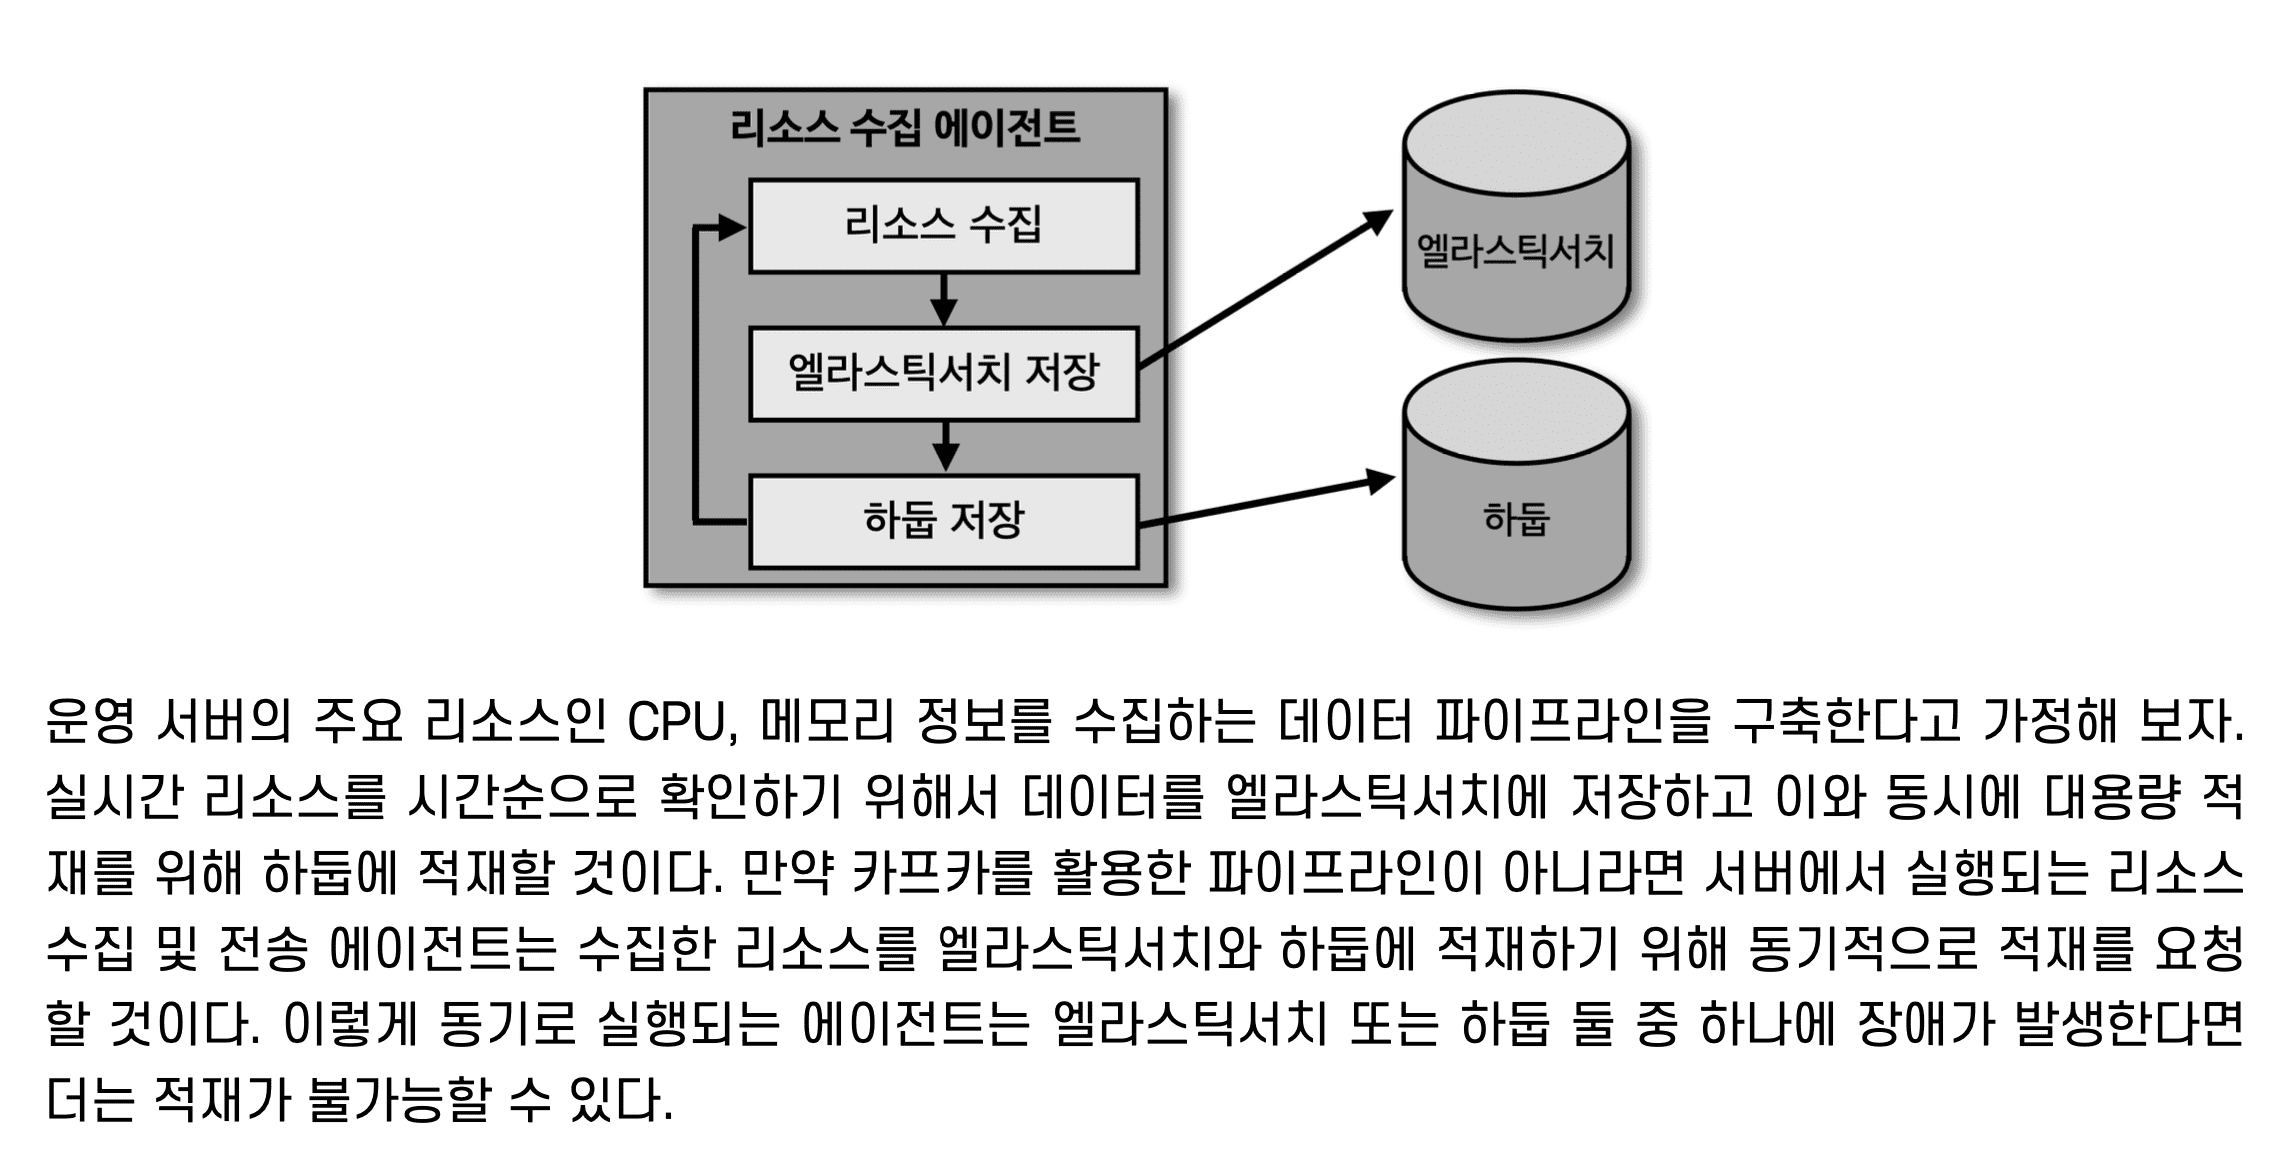 리소스 수집 에이전트
리소스 수집
엘라스틱서치 저장
하둡 저장
엘라스틱서치
하둡
운영 서버의 주요 리소스인 CPU, 메모리 정보를 수집하는 데이터 파이프라인을 구축한다고 가정해 보자.
실시간 리소스를 시간순으로 확인하기 위해서 데이터를 엘라스틱서치에 저장하고 이와 동시에 대용량 적
재를 위해 하둡에 적재할 것이다. 만약 카프카를 활용한 파이프라인이 아니라면 서버에서 실행되는 리소스
수집 및 전송 에이전트는 수집한 리소스를 엘라스틱서치와 하둡에 적재하기 위해 동기적으로 적재를 요청
할 것이다. 이렇게 동기로 실행되는 에이전트는 엘라스틱서치 또는 하둡 둘 중 하나에 장애가 발생한다면
더는 적재가 불가능할 수 있다.